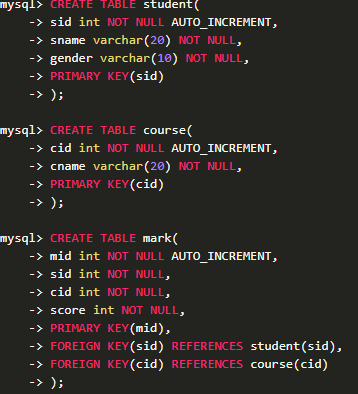 mysql> CREATE TABLE student(
    -> sid int NOT NULL AUTO_INCREMENT,
    -> sname varchar(20) NOT NULL,
    -> gender varchar(10) NOT NULL,
    -> PRIMARY KEY(sid)
    -> );
mysql> CREATE TABLE course(
    -> cid int NOT NULL AUTO_INCREMENT,
    -> cname varchar(20) NOT NULL,
    -> PRIMARY KEY(cid)
    -> );
mysql> CREATE TABLE mark(
    -> mid int NOT NULL AUTO_INCREMENT,
    -> sid int NOT NULL,
    -> cid int NOT NULL,
    -> score int NOT NULL,
    -> PRIMARY KEY(mid),
    -> FOREIGN KEY(sid) REFERENCES student(sid),
    -> FOREIGN KEY(cid) REFERENCES course(cid)
    -> );